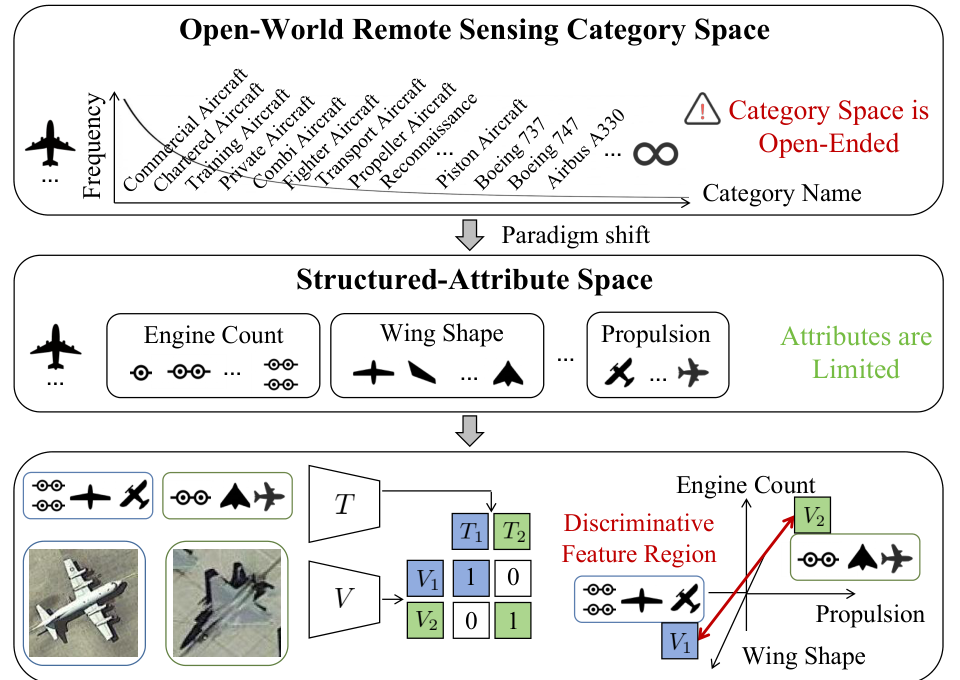 Open-World Remote Sensing Category Space
Frequency
Commercial Aircraft
Chartered Aircraft
Training Aircraft
Private Aircraft
Combi Aircraft
Fighter Aircraft
Transport Aircraft
Propeller Aircraft
Reconnaissance
...
Piston Aircraft
Boeing 737
Boeing 747
Airbus A330
... ∞
...
Category Name
! Category Space is
Open-Ended
Paradigm shift
Structured-Attribute Space
Engine Count
...
Wing Shape
...
...
Propulsion
...
...
Attributes are
Limited
T
T1 T2
V
V1 1 0
V2 0 1
Discriminative
Feature Region
Engine Count
V2
Propulsion
V1
Wing Shape